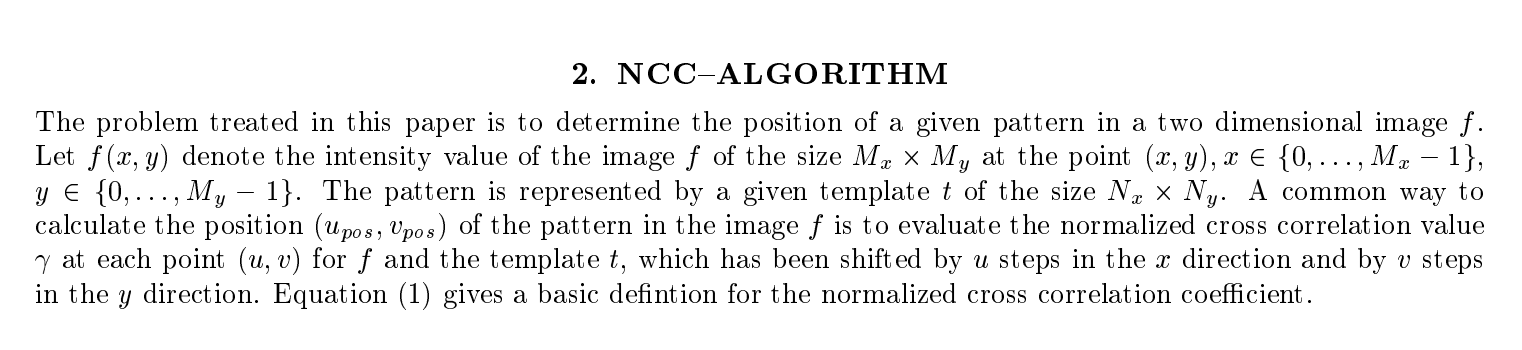 2. NCC–ALGORITHM
The problem treated in this paper is to determine the position of a given pattern in a two dimensional image f.
Let f(x, y) denote the intensity value of the image f of the size M_x × M_y at the point (x, y), x ∈ {0, . . . , M_x − 1},
y ∈ {0, . . . , M_y − 1}. The pattern is represented by a given template t of the size N_x × N_y. A common way to
calculate the position (u_pos, v_pos) of the pattern in the image f is to evaluate the normalized cross correlation value
γ at each point (u, v) for f and the template t, which has been shifted by u steps in the x direction and by v steps
in the y direction. Equation (1) gives a basic defintion for the normalized cross correlation coefficient.